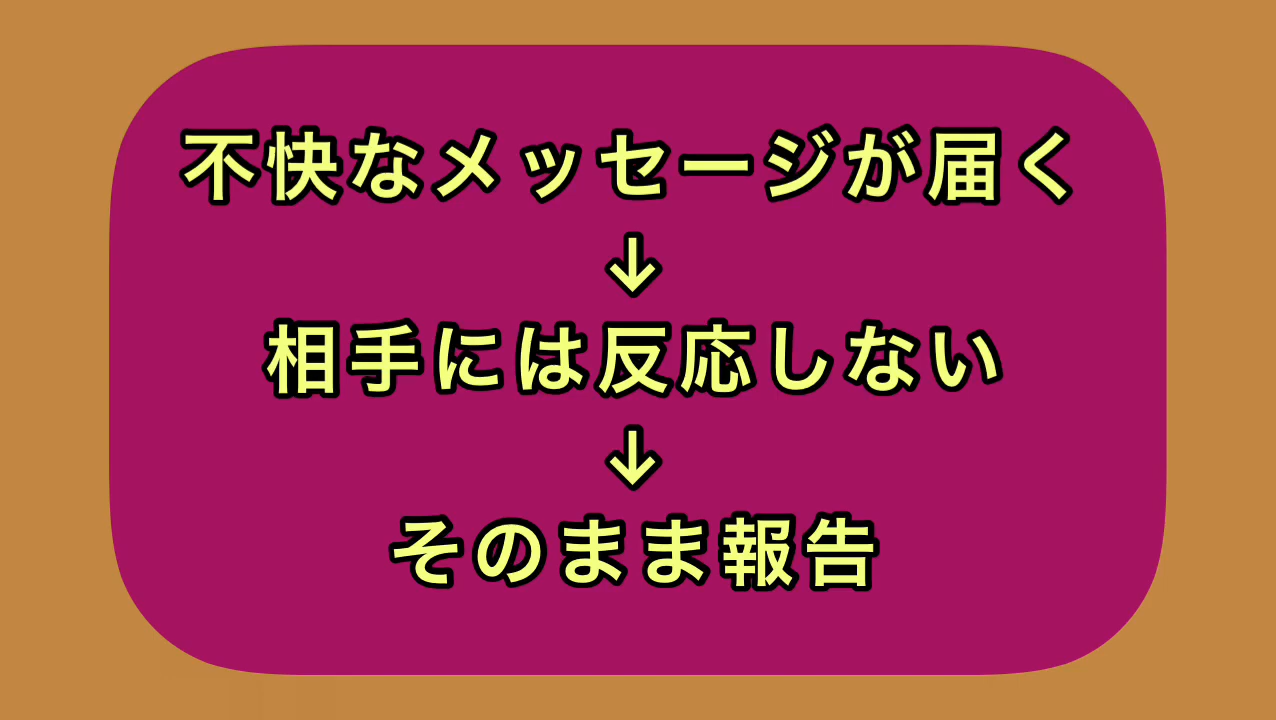 不快なメッセージが届く
↓
相手には反応しない
↓
そのまま報告